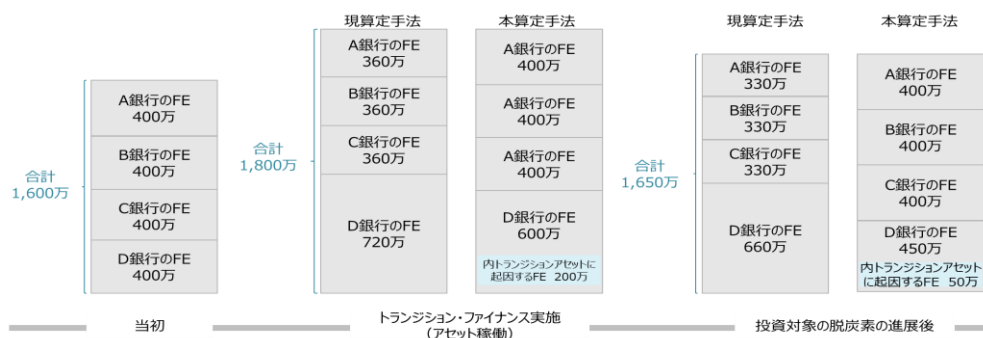 現算定手法
本算定手法
現算定手法
本算定手法
合計
1,600万
A銀行のFE
400万
B銀行のFE
400万
C銀行のFE
400万
D銀行のFE
400万
合計
1,800万
A銀行のFE
360万
B銀行のFE
360万
C銀行のFE
360万
D銀行のFE
720万
A銀行のFE
400万
A銀行のFE
400万
A銀行のFE
400万
D銀行のFE
600万
内トランジションアセットに
起因するFE 200万
合計
1,650万
A銀行のFE
330万
B銀行のFE
330万
C銀行のFE
330万
D銀行のFE
660万
A銀行のFE
400万
B銀行のFE
400万
C銀行のFE
400万
D銀行のFE
450万
内トランジションアセット
に起因するFE 50万
当初
トランジション・ファイナンス実施
(アセット稼働)
投資対象の脱炭素の進展後